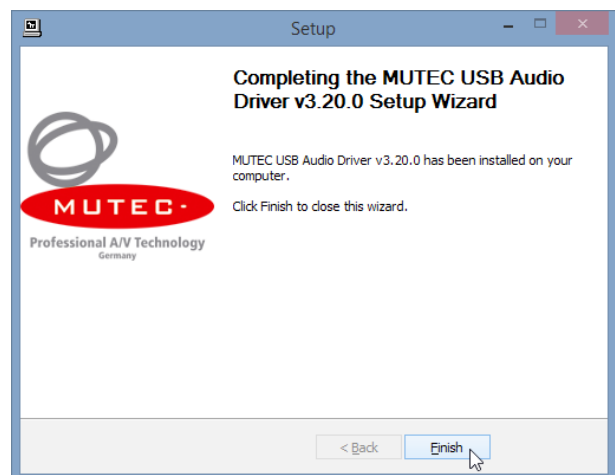 Setup
Completing the MUTEC USB Audio
Driver v3.20.0 Setup Wizard
MUTEC USB Audio Driver v3.20.0 has been installed on your
computer.
Click Finish to close this wizard.
MUTEC
Professional A/V Technology
Germany
< Back
Finish